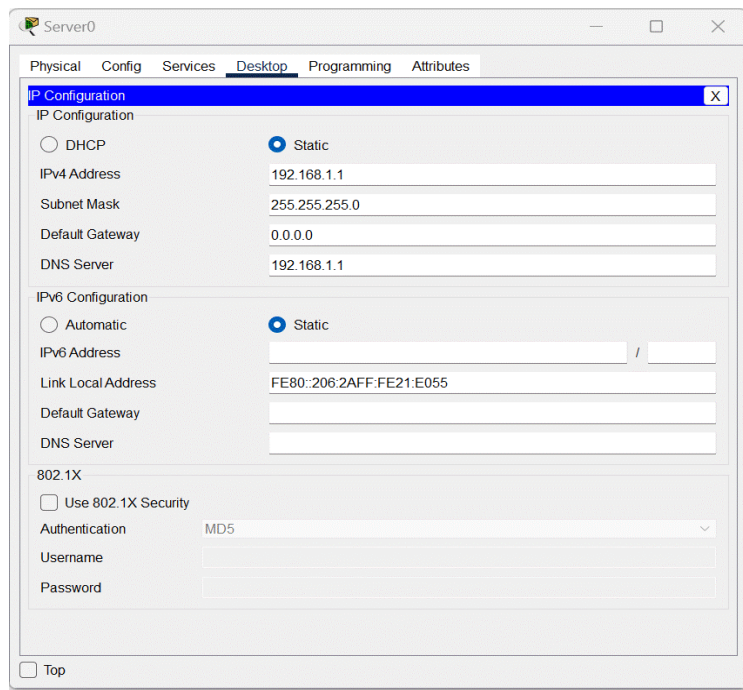 Server0
Physical Config Services Desktop Programming Attributes
IP Configuration X
IP Configuration
DHCP Static
IPv4 Address 192.168.1.1
Subnet Mask 255.255.255.0
Default Gateway 0.0.0.0
DNS Server 192.168.1.1
IPv6 Configuration
Automatic Static
IPv6 Address /
Link Local Address FE80::206:2AFF:FE21:E055
Default Gateway
DNS Server
802.1X
Use 802.1X Security
Authentication MD5
Username
Password
Top